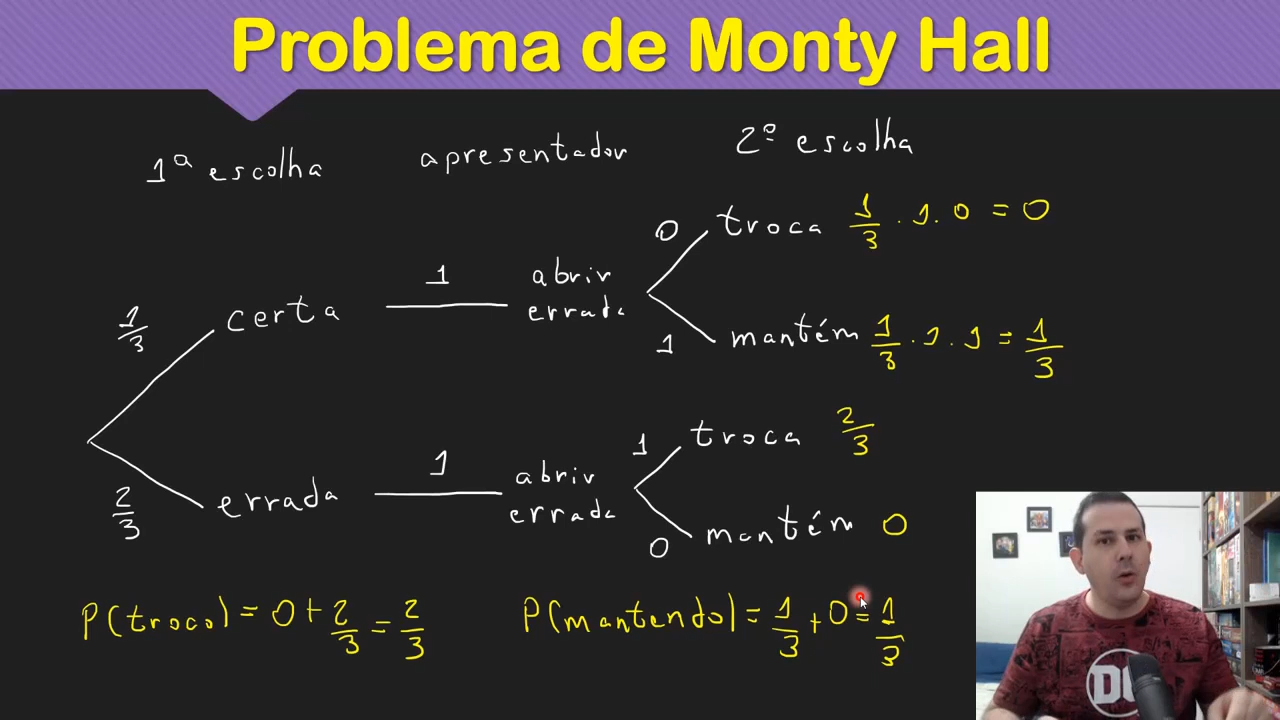 Problema de Monty Hall
1ª escolha apresentador 2ª escolha
0 troca 1/3 . 1 . 0 = 0
1/3 certa 1 abrir errada
1 mantém 1/3 . 1 . 1 = 1/3
1 troca 2/3
2/3 errada 1 abrir errada
0 mantém 0
P(troco) = 0 + 2/3 = 2/3 P(mantendo) = 1/3 + 0 = 1/3
DC